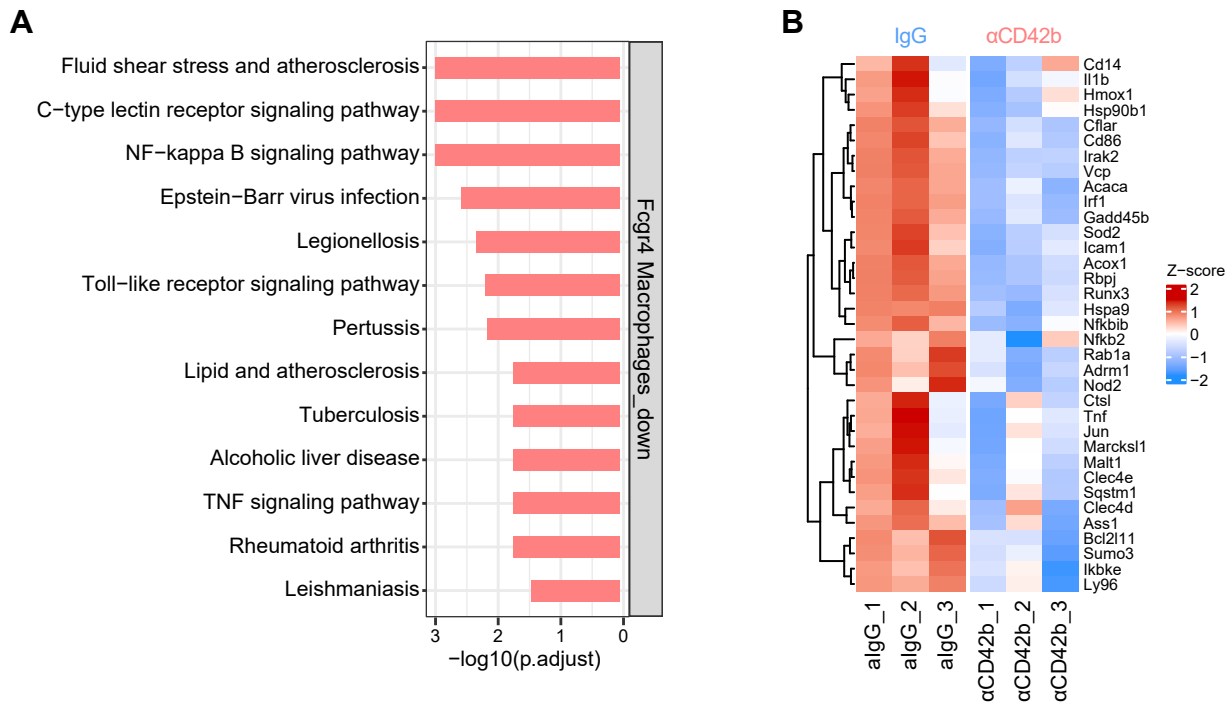 A
Fluid shear stress and atherosclerosis
C−type lectin receptor signaling pathway
NF−kappa B signaling pathway
Epstein−Barr virus infection
Legionellosis
Toll−like receptor signaling pathway
Pertussis
Lipid and atherosclerosis
Tuberculosis
Alcoholic liver disease
TNF signaling pathway
Rheumatoid arthritis
Leishmaniasis
3 2 1 0
−log10(p.adjust)
Fcgr4 Macrophages_down
B
IgG αCD42b
Cd14
Il1b
Hmox1
Hsp90b1
Cflar
Cd86
Irak2
Vcp
Acaca
Irf1
Gadd45b
Sod2
Icam1
Acox1
Rbpj
Runx3
Hspa9
Nfkbib
Nfkb2
Rab1a
Adrm1
Nod2
Ctsl
Tnf
Jun
Marcksl1
Malt1
Clec4e
Sqstm1
Clec4d
Ass1
Bcl2l11
Sumo3
Ikbke
Ly96
aIgG_1
aIgG_2
aIgG_3
αCD42b_1
αCD42b_2
αCD42b_3
Z−score
2
1
0
−1
−2